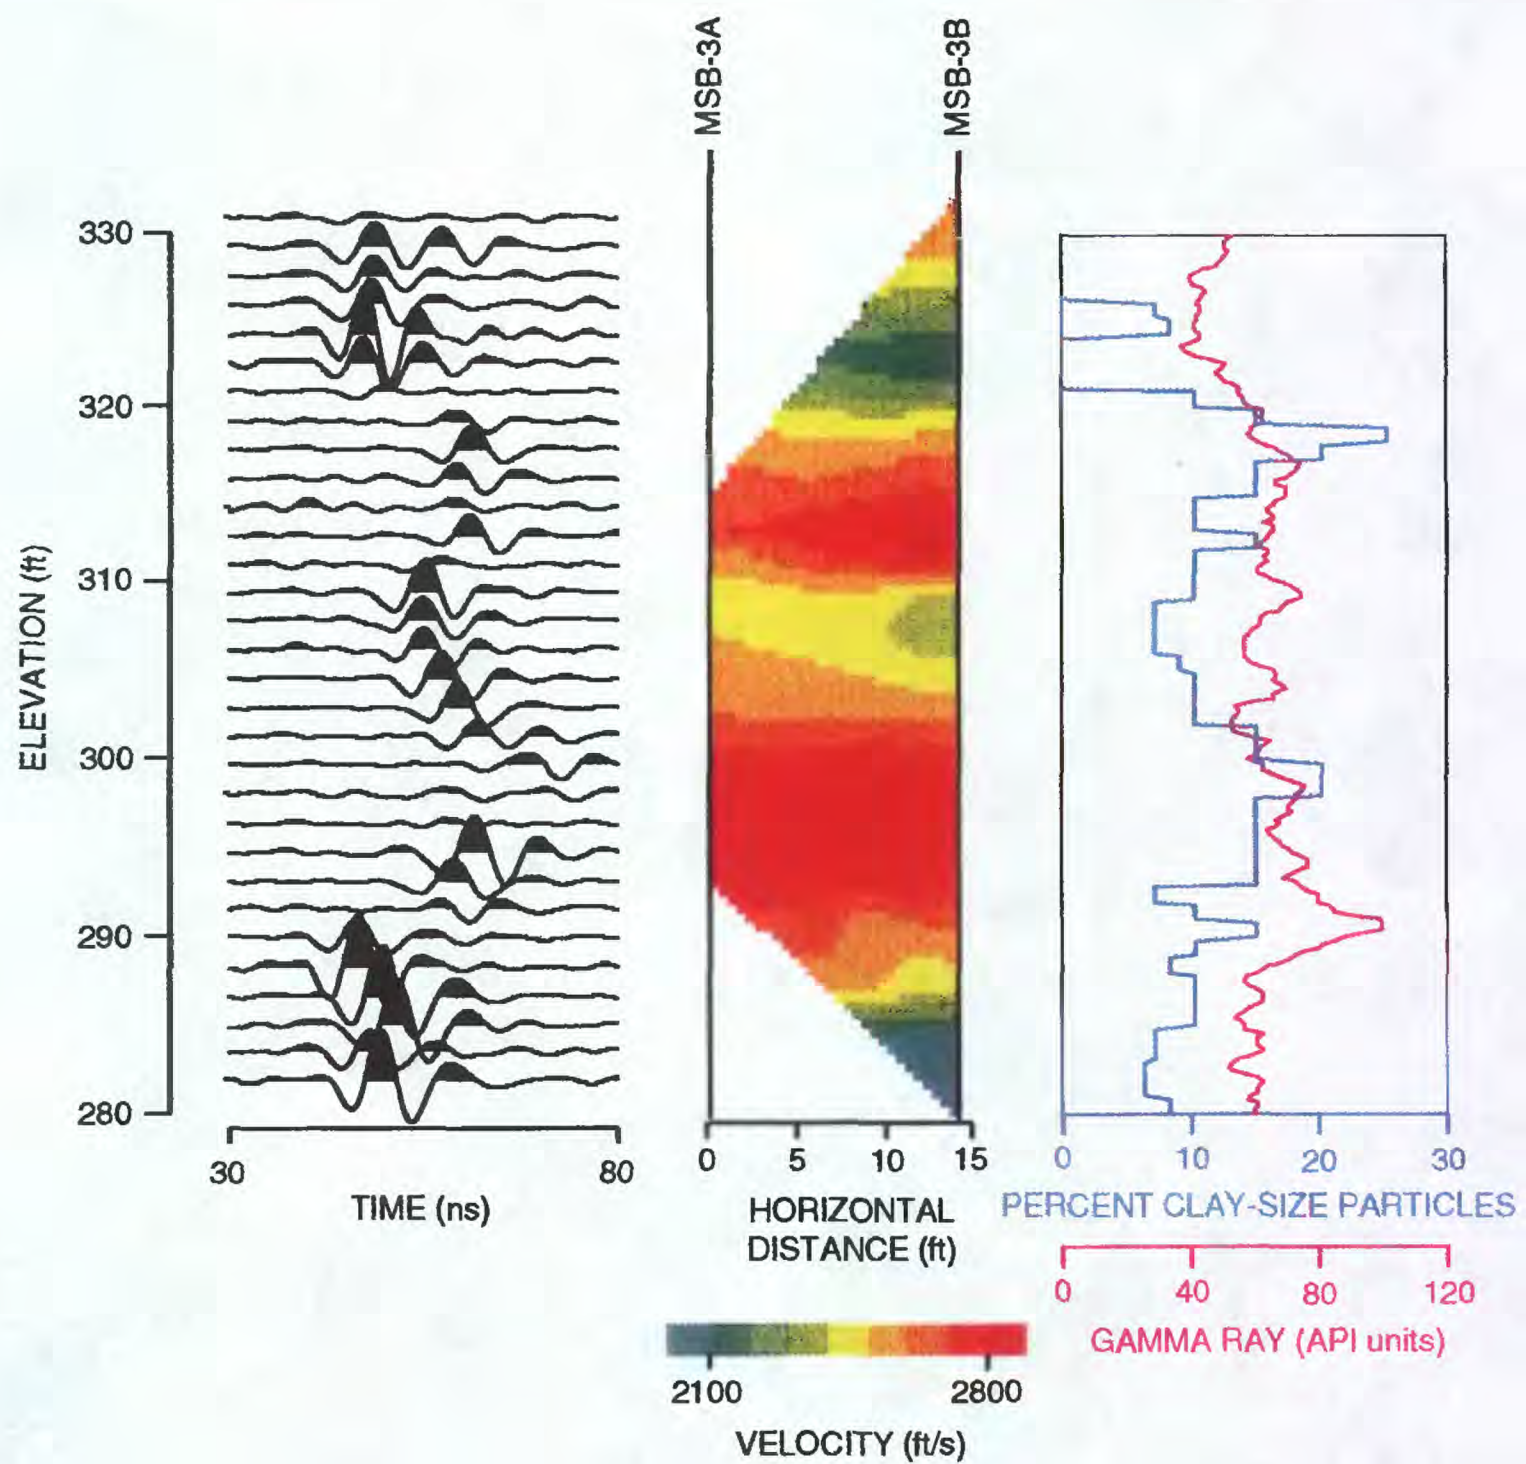 MSB-3A
MSB-3B
ELEVATION (ft)
330
320
310
300
290
280
30
80
TIME (ns)
0
5
10
15
HORIZONTAL
DISTANCE (ft)
2100
2800
VELOCITY (ft/s)
0
10
20
30
PERCENT CLAY-SIZE PARTICLES
0
40
80
120
GAMMA RAY (API units)